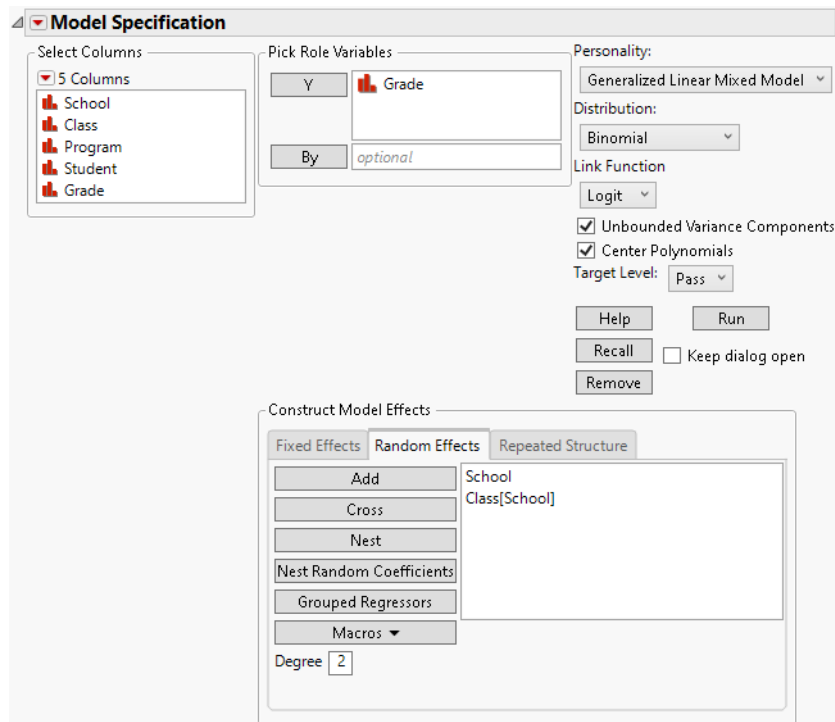 Model Specification
Select Columns
5 Columns
School
Class
Program
Student
Grade
Pick Role Variables
Y
Grade
By
optional
Personality:
Generalized Linear Mixed Model
Distribution:
Binomial
Link Function
Logit
Unbounded Variance Components
Center Polynomials
Target Level: Pass
Help Run
Recall Keep dialog open
Remove
Construct Model Effects
Fixed Effects Random Effects Repeated Structure
Add
Cross
Nest
Nest Random Coefficients
Grouped Regressors
Macros
Degree 2
School
Class[School]